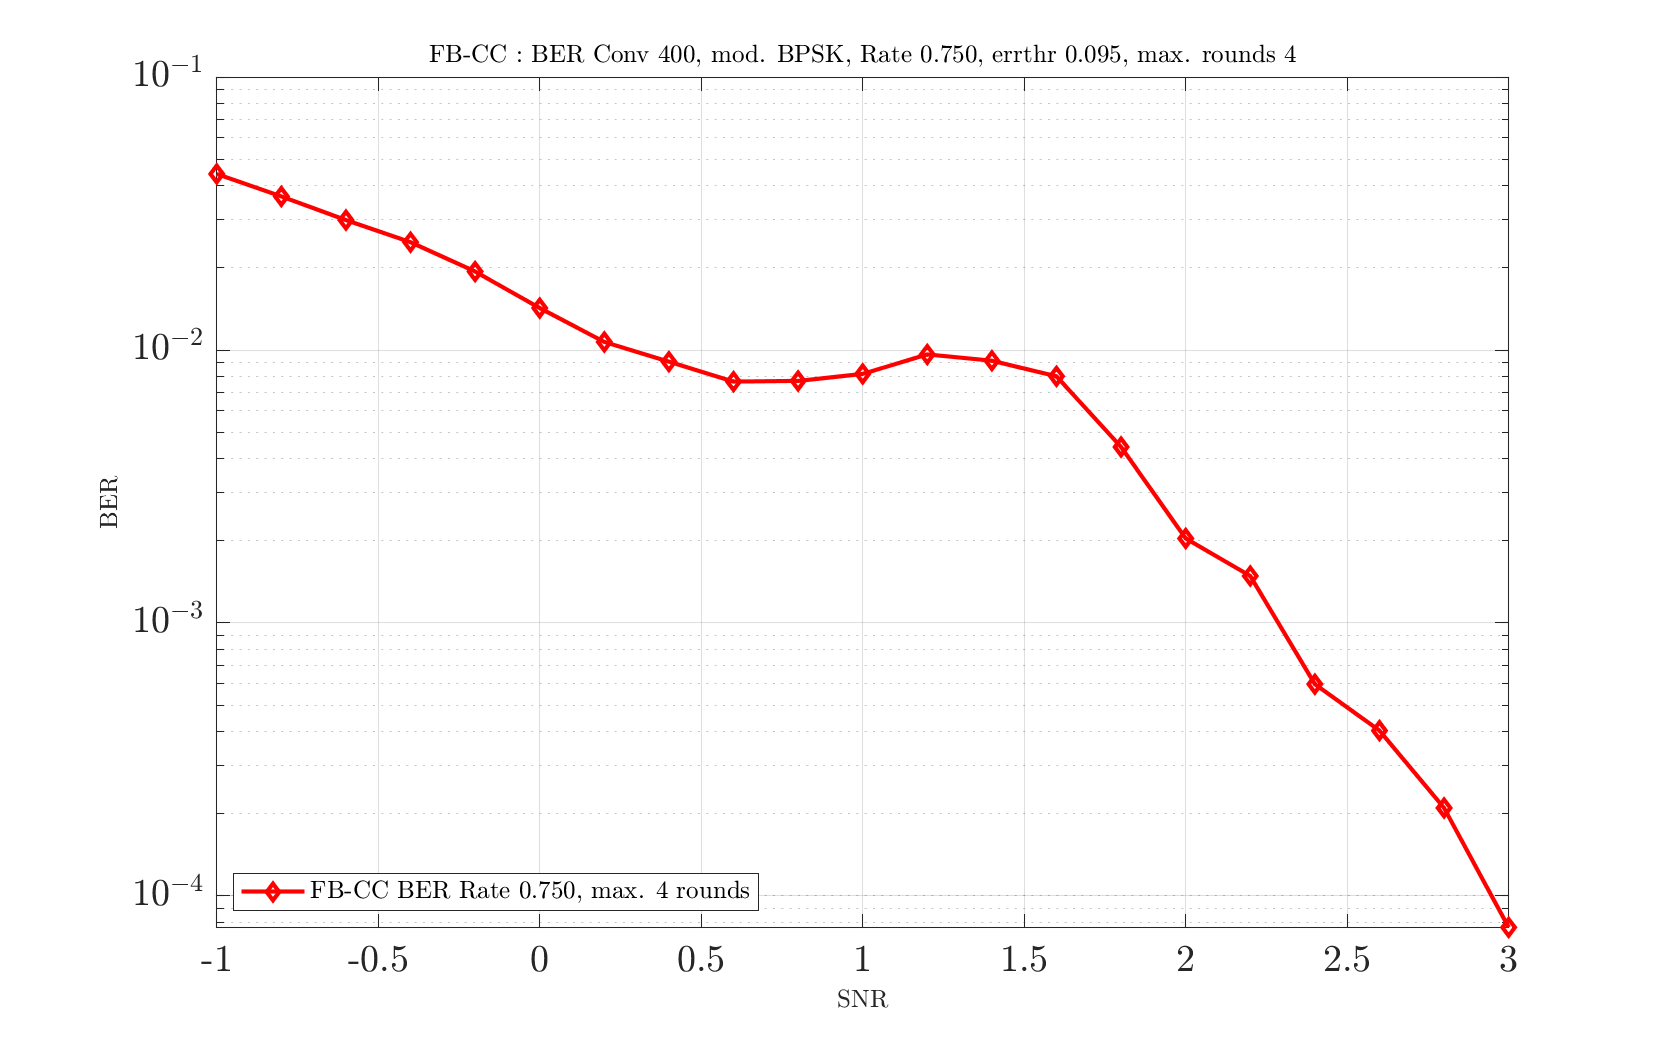 FB-CC : BER Conv 400, mod. BPSK, Rate 0.750, errthr 0.095, max. rounds 4
10^{-1}
10^{-2}
10^{-3}
10^{-4}
BER
FB-CC BER Rate 0.750, max. 4 rounds
-1 -0.5 0 0.5 1 1.5 2 2.5 3
SNR